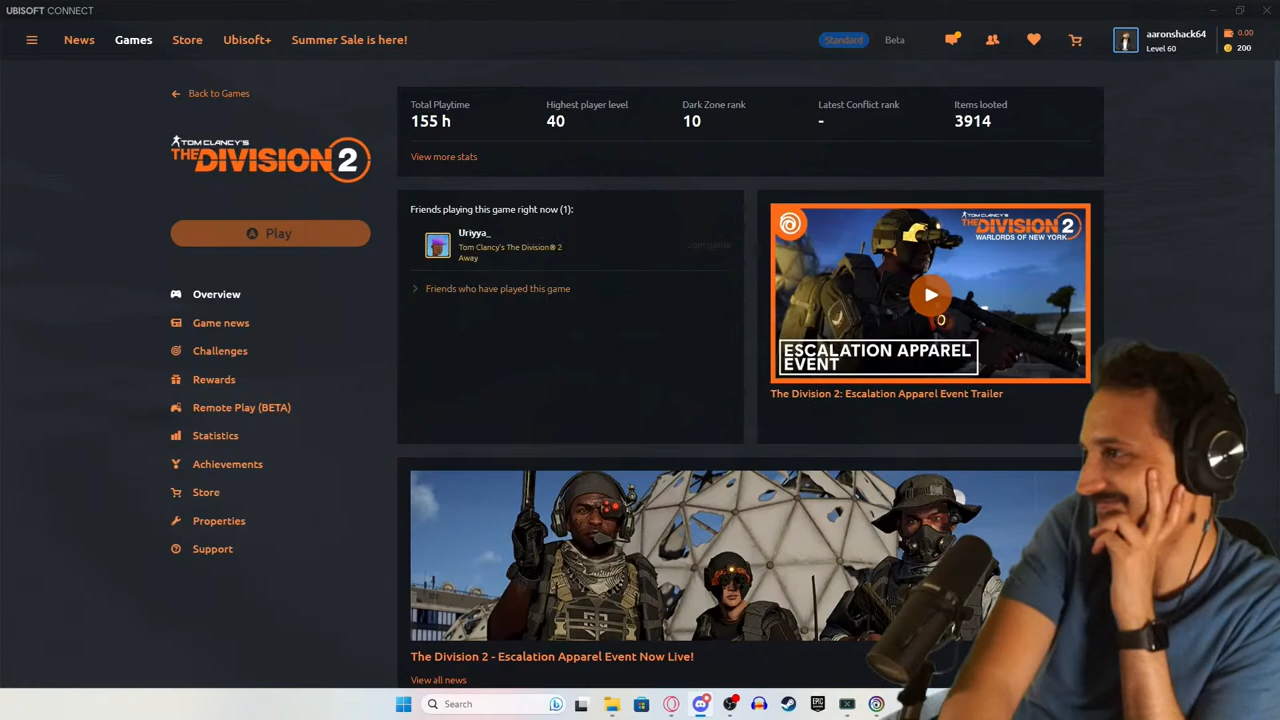 UBISOFT CONNECT
News
Games
Store
Ubisoft+
Summer Sale is here!
Standard
Beta
aaronshack64
Level 60
0.00
200
Back to Games
TOM CLANCY'S
THE DIVISION 2
A Play
Overview
Game news
Challenges
Rewards
Remote Play (BETA)
Statistics
Achievements
Store
Properties
Support
Total Playtime
155 h
Highest player level
40
Dark Zone rank
10
Latest Conflict rank
-
Items looted
3914
View more stats
Friends playing this game right now (1):
Uriyya_
Tom Clancy's The Division® 2
Away
Join game
Friends who have played this game
TOM CLANCY'S
THE DIVISION 2
WARLORDS OF NEW YORK
ESCALATION APPAREL
EVENT
The Division 2: Escalation Apparel Event Trailer
The Division 2 - Escalation Apparel Event Now Live!
View all news
Search
EPIC